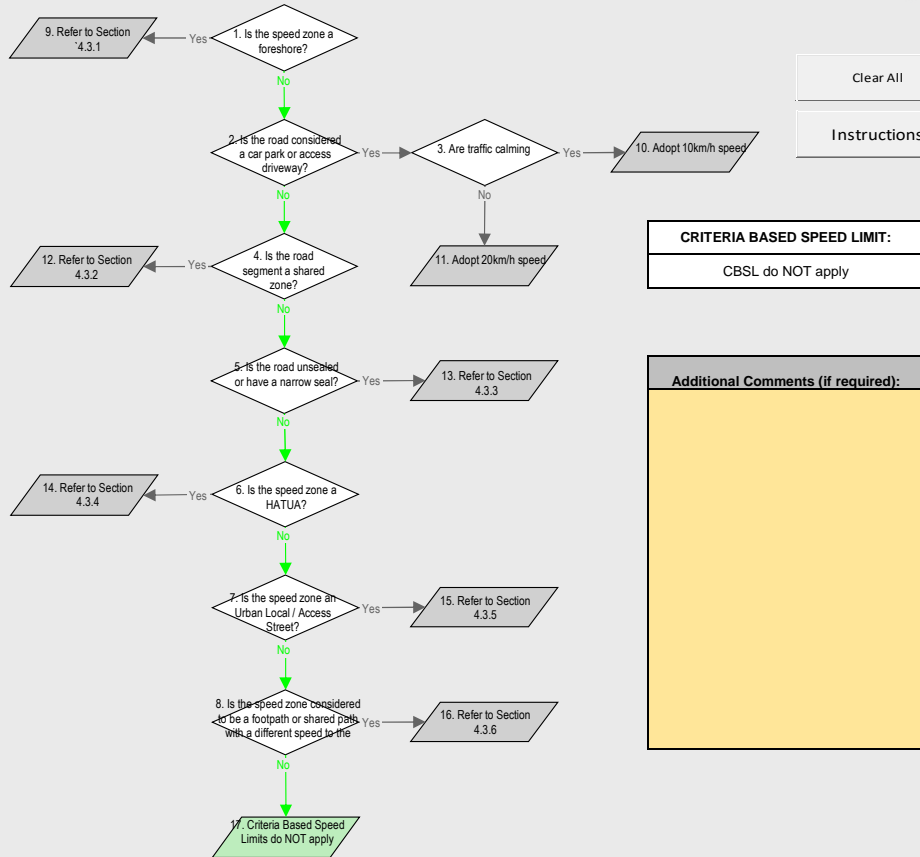 9. Refer to Section
`4.3.1
Yes
1. Is the speed zone a
foreshore?
Clear All
No
Instructions
2. Is the road considered
a car park or access
driveway?
Yes
3. Are traffic calming
Yes
10. Adopt 10km/h speed
No
No
CRITERIA BASED SPEED LIMIT:
CBSL do NOT apply
12. Refer to Section
4.3.2
Yes
4. Is the road
segment a shared
zone?
11. Adopt 20km/h speed
No
5. Is the road unsealed
or have a narrow seal?
Yes
13. Refer to Section
4.3.3
Additional Comments (if required):
No
14. Refer to Section
4.3.4
Yes
6. Is the speed zone a
HATUA?
No
7. Is the speed zone an
Urban Local / Access
Street?
Yes
15. Refer to Section
4.3.5
No
8. Is the speed zone considered
to be a footpath or shared path
with a different speed to the
Yes
16. Refer to Section
4.3.6
No
17. Criteria Based Speed
Limits do NOT apply